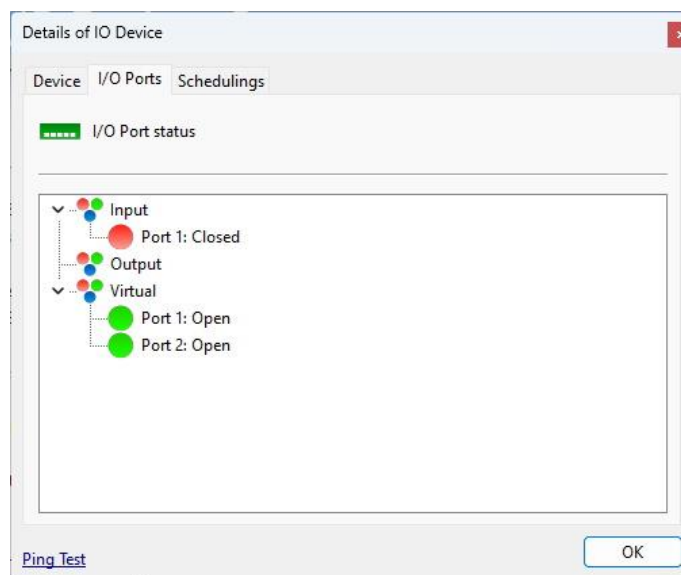 Details of IO Device
Device I/O Ports Schedulings
I/O Port status
Input
Port 1: Closed
Output
Virtual
Port 1: Open
Port 2: Open
Ping Test
OK